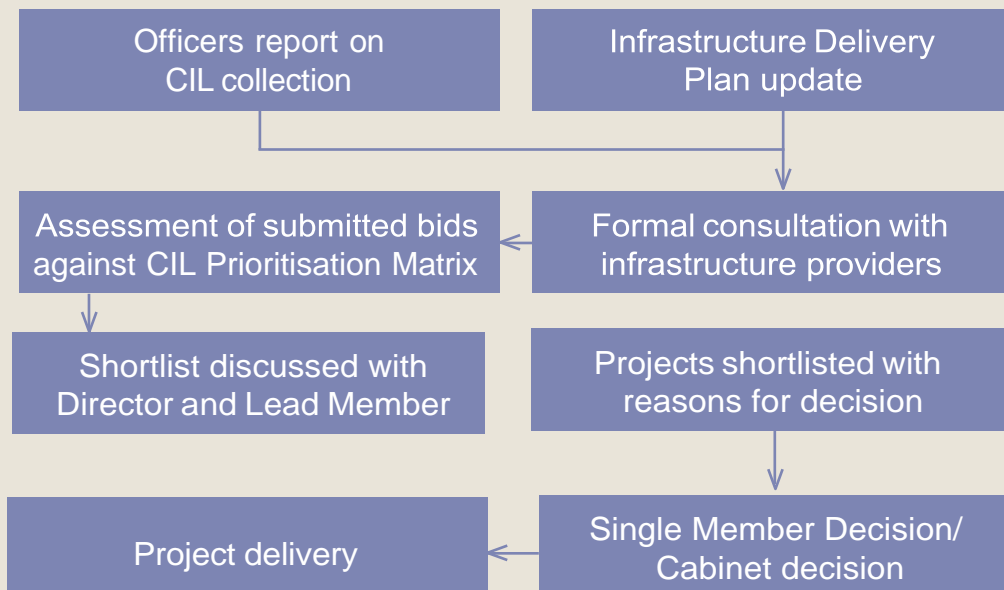 Officers report on
CIL collection
Infrastructure Delivery
Plan update
Assessment of submitted bids
against CIL Prioritisation Matrix
Formal consultation with
infrastructure providers
Shortlist discussed with
Director and Lead Member
Projects shortlisted with
reasons for decision
Project delivery
Single Member Decision/
Cabinet decision